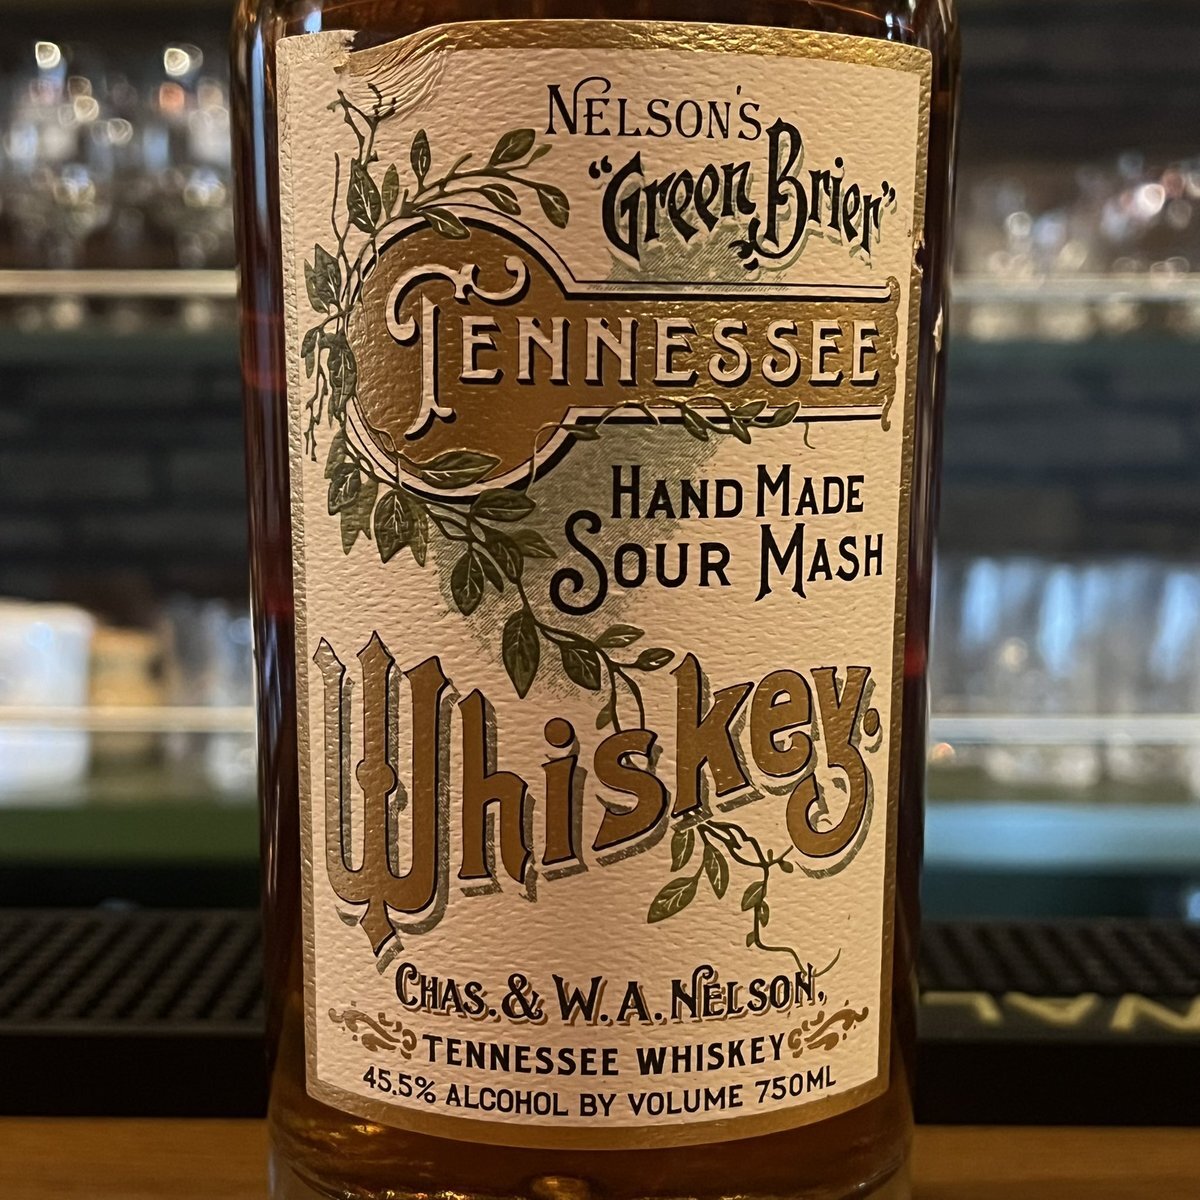 NELSON'S
"Green Brier"
TENNESSEE
HAND MADE
SOUR MASH
Whiskey.
CHAS. & W. A. NELSON,
TENNESSEE WHISKEY
45.5% ALCOHOL BY VOLUME 750ML